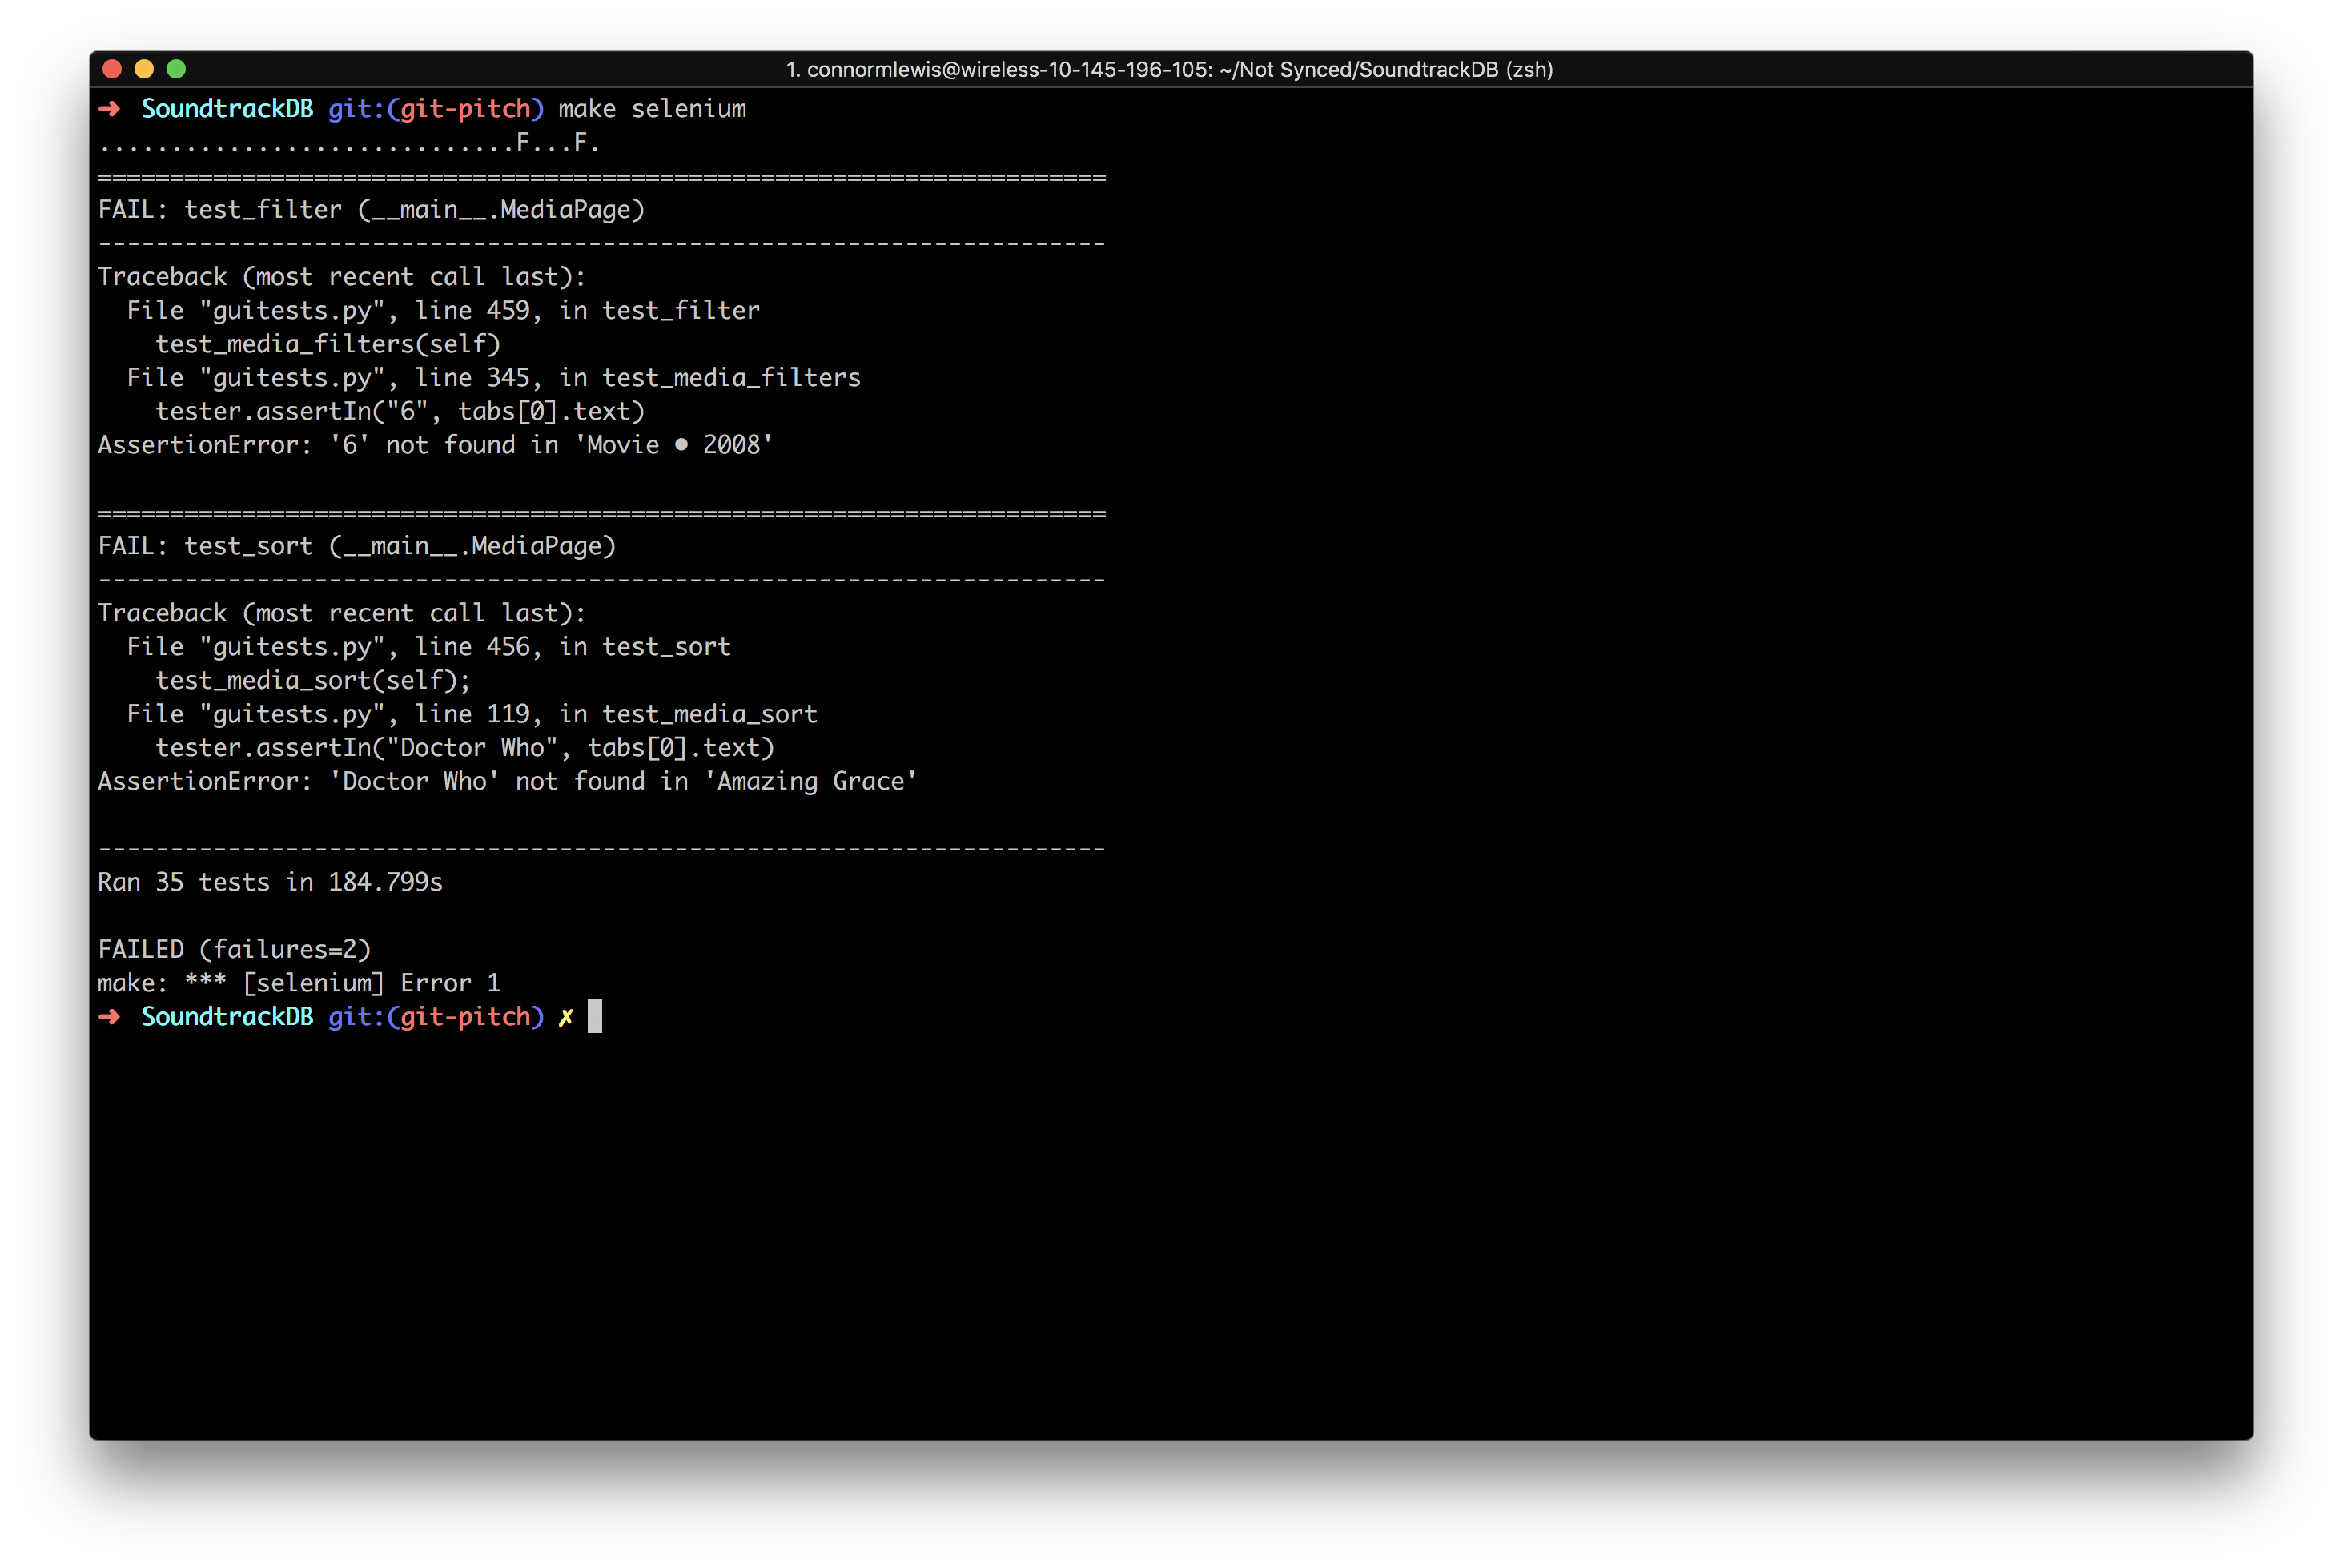 1. connormlewis@wireless-10-145-196-105: ~/Not Synced/SoundtrackDB (zsh)
➜  SoundtrackDB git:(git-pitch) make selenium
.............................F...F.
======================================================================
FAIL: test_filter (__main__.MediaPage)
----------------------------------------------------------------------
Traceback (most recent call last):
  File "guitests.py", line 459, in test_filter
    test_media_filters(self)
  File "guitests.py", line 345, in test_media_filters
    tester.assertIn("6", tabs[0].text)
AssertionError: '6' not found in 'Movie ● 2008'

======================================================================
FAIL: test_sort (__main__.MediaPage)
----------------------------------------------------------------------
Traceback (most recent call last):
  File "guitests.py", line 456, in test_sort
    test_media_sort(self);
  File "guitests.py", line 119, in test_media_sort
    tester.assertIn("Doctor Who", tabs[0].text)
AssertionError: 'Doctor Who' not found in 'Amazing Grace'

----------------------------------------------------------------------
Ran 35 tests in 184.799s

FAILED (failures=2)
make: *** [selenium] Error 1
➜  SoundtrackDB git:(git-pitch) ✗